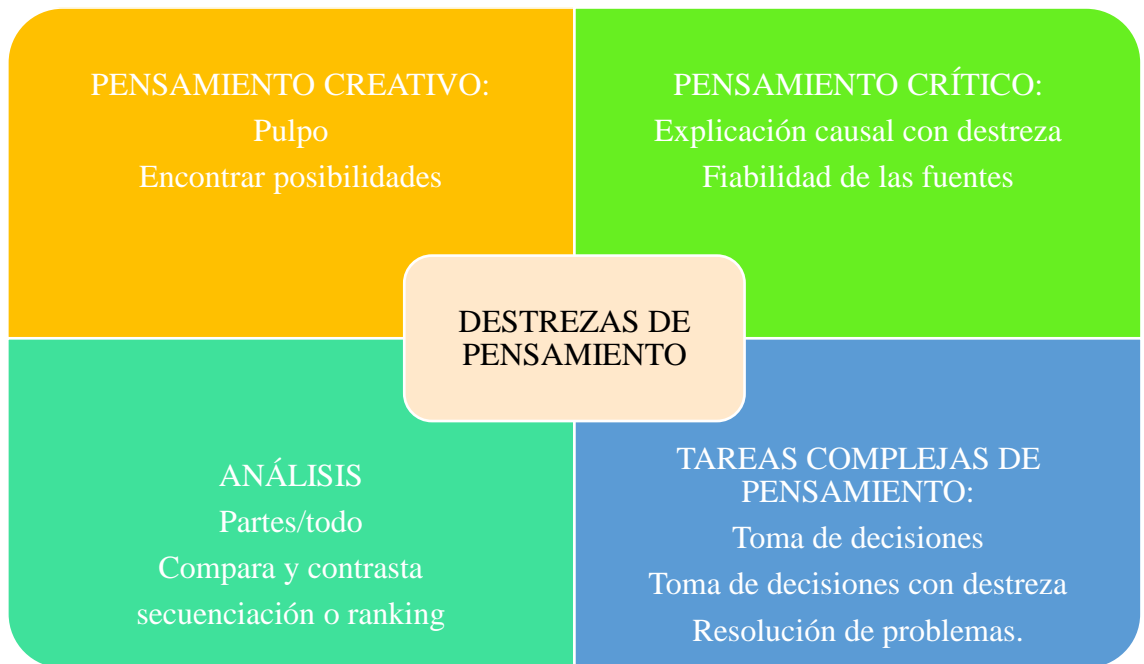 PENSAMIENTO CREATIVO:
Pulpo
Encontrar posibilidades
PENSAMIENTO CRÍTICO:
Explicación causal con destreza
Fiabilidad de las fuentes
DESTREZAS DE
PENSAMIENTO
ANÁLISIS
Partes/todo
Compara y contrasta
secuenciación o ranking
TAREAS COMPLEJAS DE
PENSAMIENTO:
Toma de decisiones
Toma de decisiones con destreza
Resolución de problemas.